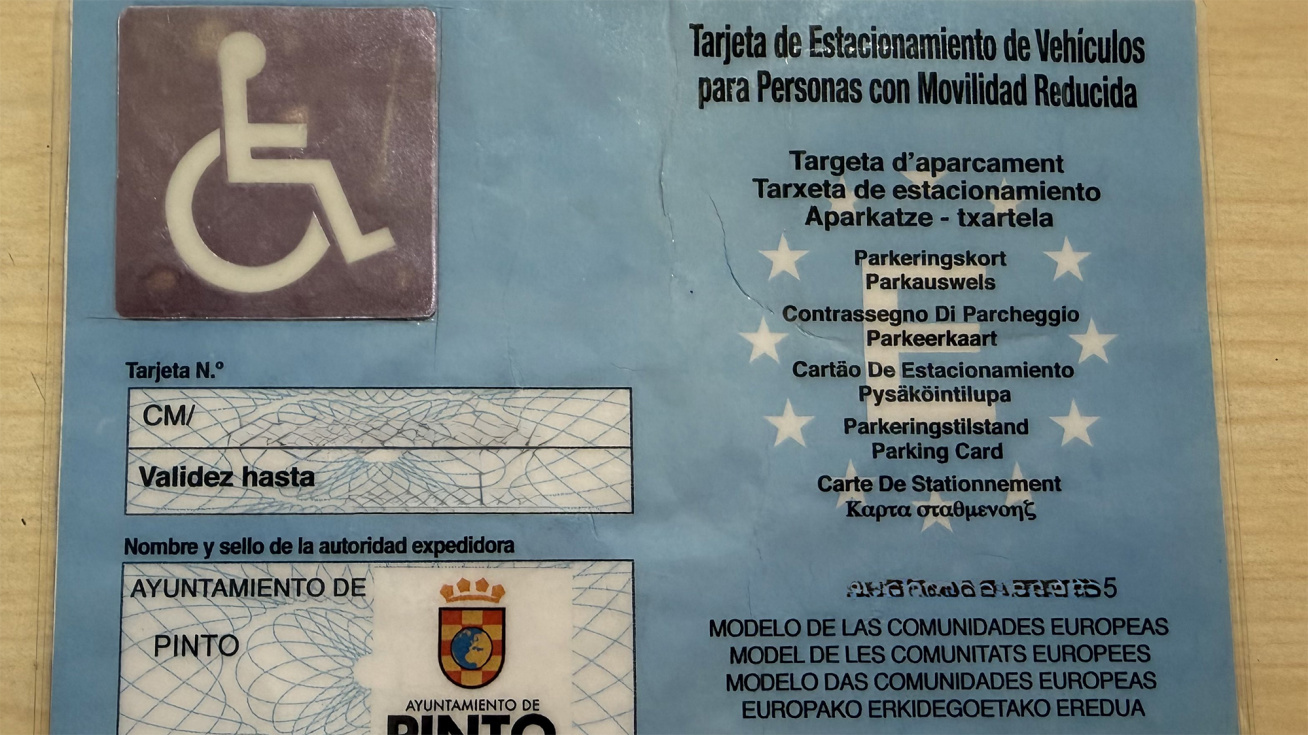 Tarjeta N.º
CM/
Validez hasta
Nombre y sello de la autoridad expedidora
AYUNTAMIENTO DE
PINTO
AYUNTAMIENTO DE
PINTO
Tarjeta de Estacionamiento de Vehículos
para Personas con Movilidad Reducida
Targeta d'aparcament
Tarxeta de estacionamiento
Aparkatze - txartela
Parkeringskort
Parkauswels
Contrassegno Di Parcheggio
Parkeerkaart
Cartão De Estacionamiento
Pysäköintilupa
Parkeringstilstand
Parking Card
Carte De Stationnement
Καρτα σταθμενοηζ
E
MODELO DE LAS COMUNIDADES EUROPEAS
MODEL DE LES COMUNITATS EUROPEES
MODELO DAS COMUNIDADES EUROPEAS
EUROPAKO ERKIDEGOETAKO EREDUA